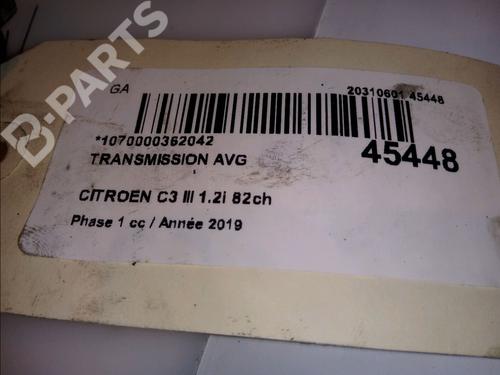 B-PARTS
GA
20310601 45448
*1070000362042
45448
TRANSMISSION AVG
CITROEN C3 III 1.2i 82ch
Phase 1 cc / Année 2019